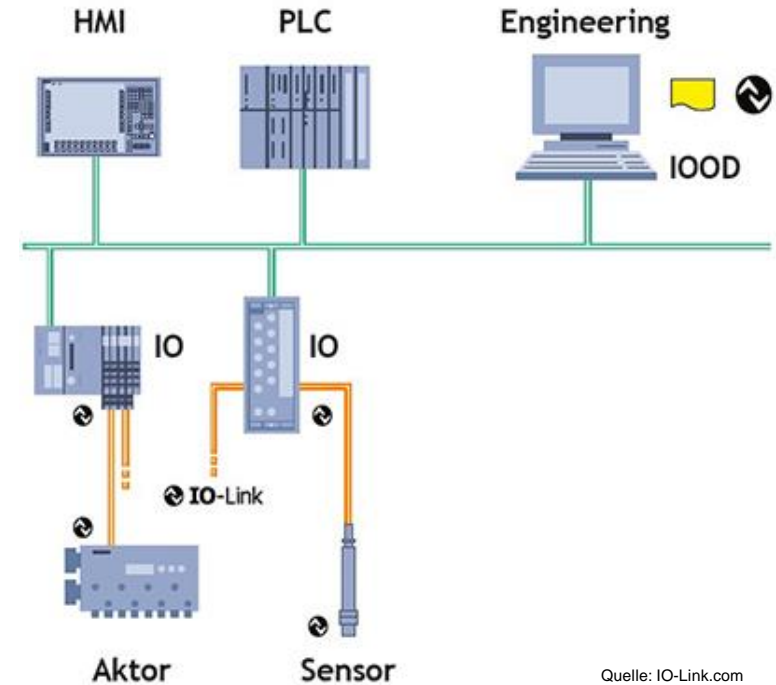 HMI PLC Engineering
IOOD
IO IO
IO-Link
Aktor Sensor
Quelle: IO-Link.com